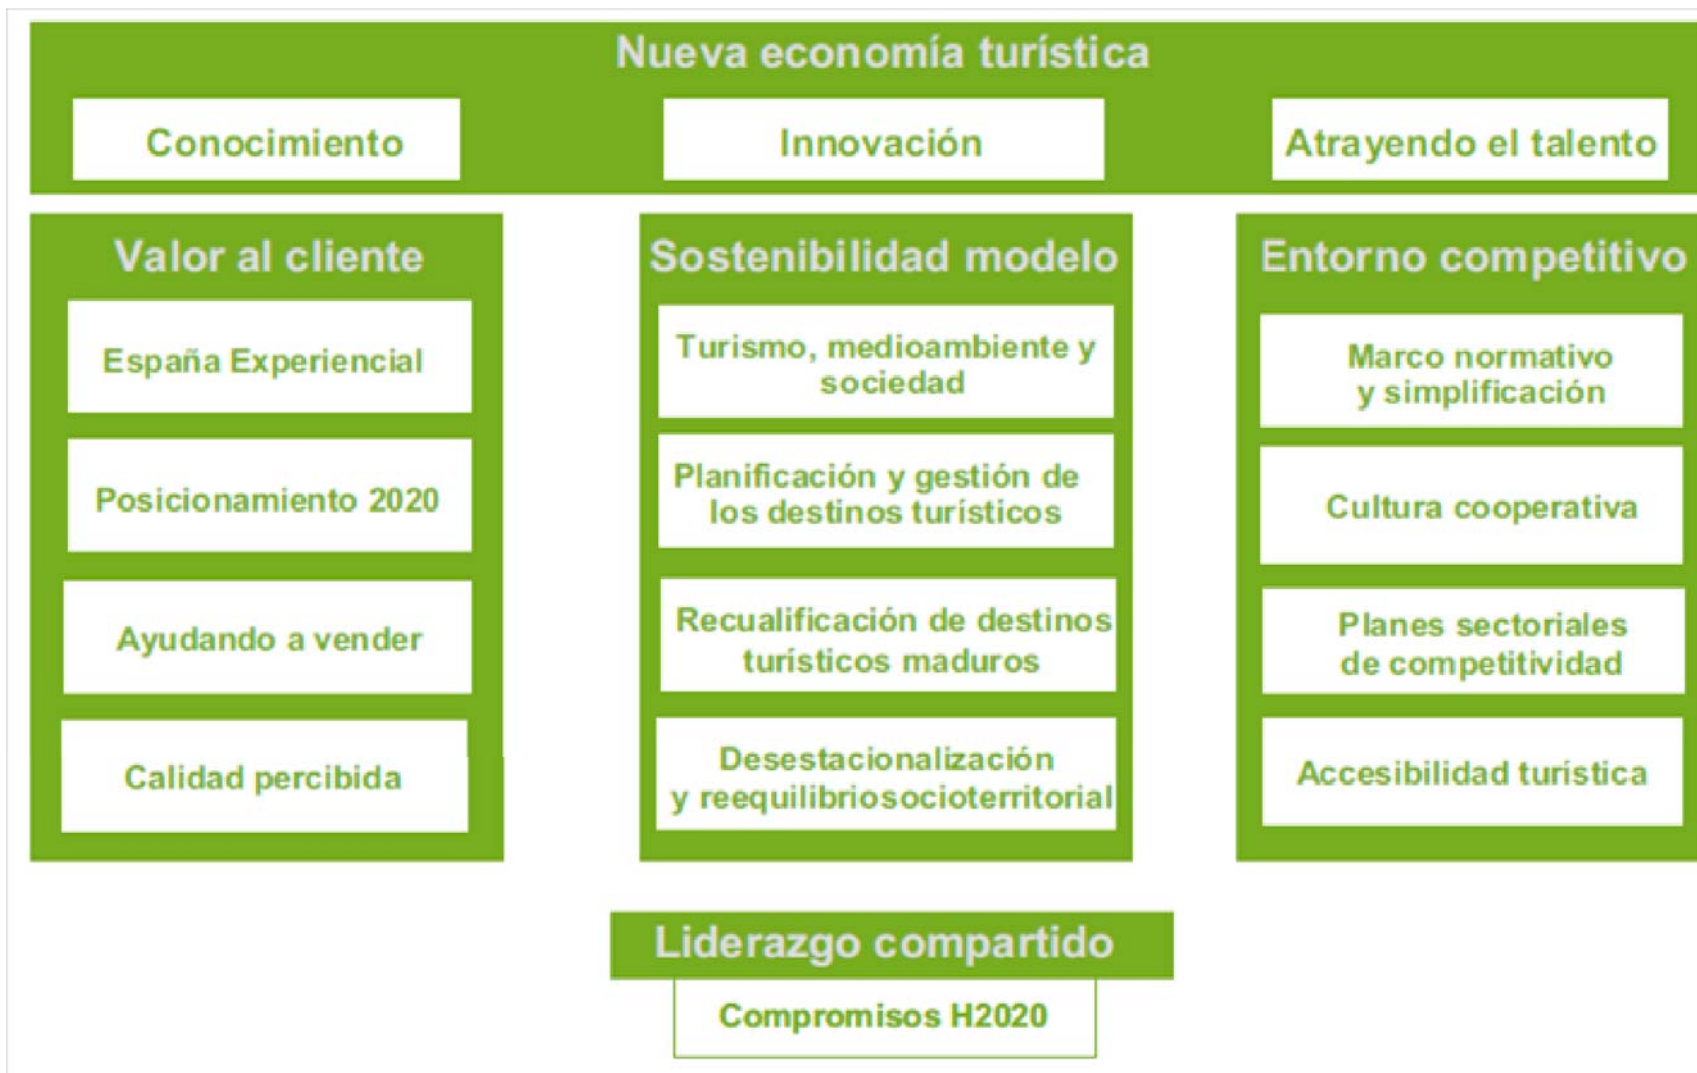 Nueva economía turística
Conocimiento
Innovación
Atrayendo el talento
Valor al cliente
España Experiencial
Posicionamiento 2020
Ayudando a vender
Calidad percibida
Sostenibilidad modelo
Turismo, medioambiente y
sociedad
Planificación y gestión de
los destinos turísticos
Recualificación de destinos
turísticos maduros
Desestacionalización
y reequilibriosocioterritorial
Entorno competitivo
Marco normativo
y simplificación
Cultura cooperativa
Planes sectoriales
de competitividad
Accesibilidad turística
Liderazgo compartido
Compromisos H2020